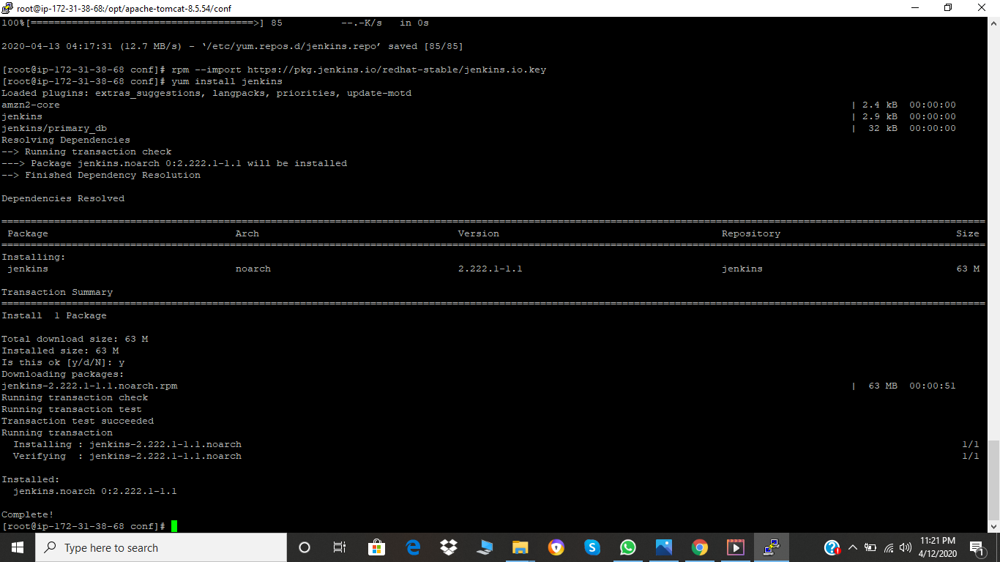 root@ip-172-31-38-68:/opt/apache-tomcat-8.5.54/conf
100%[======================================>] 85          --.-K/s   in 0s
2020-04-13 04:17:31 (12.7 MB/s) - ‘/etc/yum.repos.d/jenkins.repo’ saved [85/85]
[root@ip-172-31-38-68 conf]# rpm --import https://pkg.jenkins.io/redhat-stable/jenkins.io.key
[root@ip-172-31-38-68 conf]# yum install jenkins
Loaded plugins: extras_suggestions, langpacks, priorities, update-motd
amzn2-core | 2.4 kB  00:00:00
jenkins | 2.9 kB  00:00:00
jenkins/primary_db |  32 kB  00:00:00
Resolving Dependencies
--> Running transaction check
---> Package jenkins.noarch 0:2.222.1-1.1 will be installed
--> Finished Dependency Resolution
Dependencies Resolved
Package Arch Version Repository Size
Installing:
jenkins noarch 2.222.1-1.1 jenkins 63 M
Transaction Summary
Install  1 Package
Total download size: 63 M
Installed size: 63 M
Is this ok [y/d/N]: y
Downloading packages:
jenkins-2.222.1-1.1.noarch.rpm |  63 MB  00:00:51
Running transaction check
Running transaction test
Transaction test succeeded
Running transaction
Installing : jenkins-2.222.1-1.1.noarch 1/1
Verifying  : jenkins-2.222.1-1.1.noarch 1/1
Installed:
jenkins.noarch 0:2.222.1-1.1
Complete!
[root@ip-172-31-38-68 conf]#
Type here to search
11:21 PM
4/12/2020
1